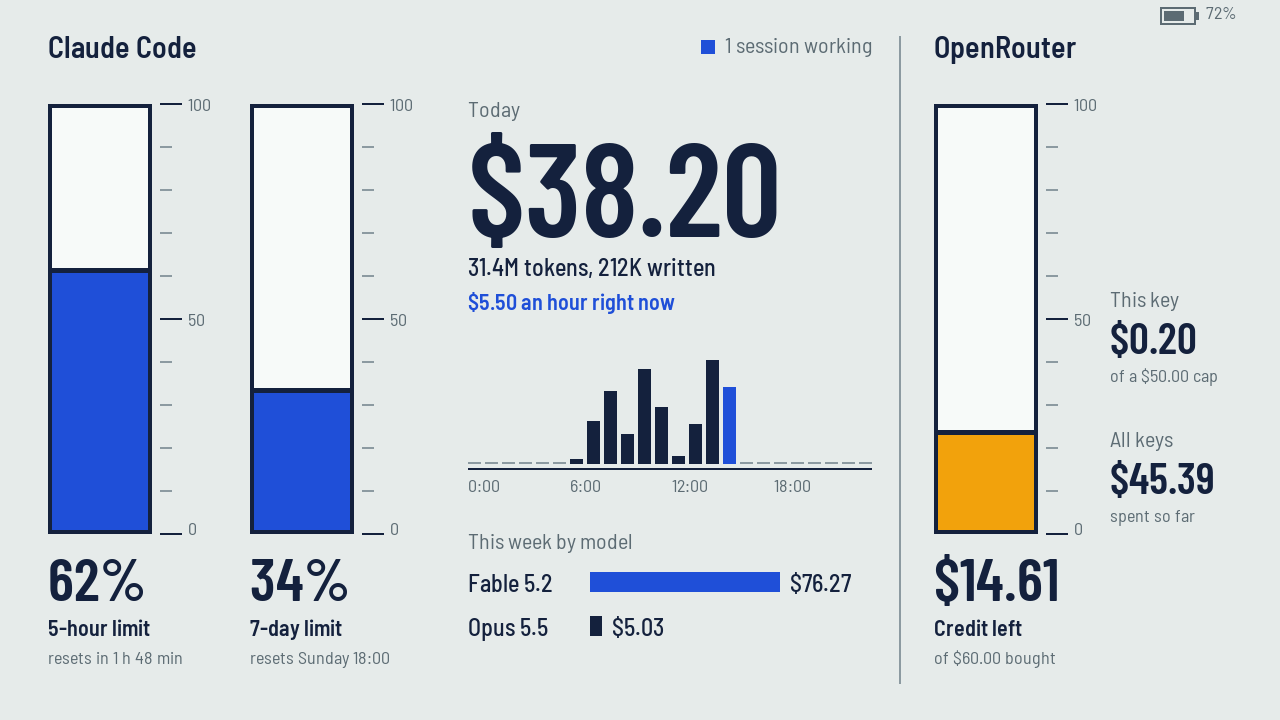 72%
Claude Code
1 session working
OpenRouter
100
50
0
62%
5-hour limit
resets in 1 h 48 min
100
50
0
34%
7-day limit
resets Sunday 18:00
Today
$38.20
31.4M tokens, 212K written
$5.50 an hour right now
0:00 6:00 12:00 18:00
This week by model
Fable 5.2 $76.27
Opus 5.5 $5.03
100
50
0
$14.61
Credit left
of $60.00 bought
This key
$0.20
of a $50.00 cap
All keys
$45.39
spent so far